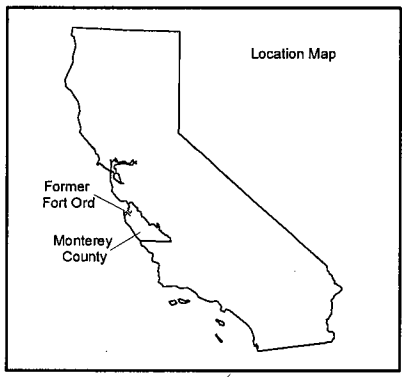 Location Map
Former
Fort Ord
Monterey
County